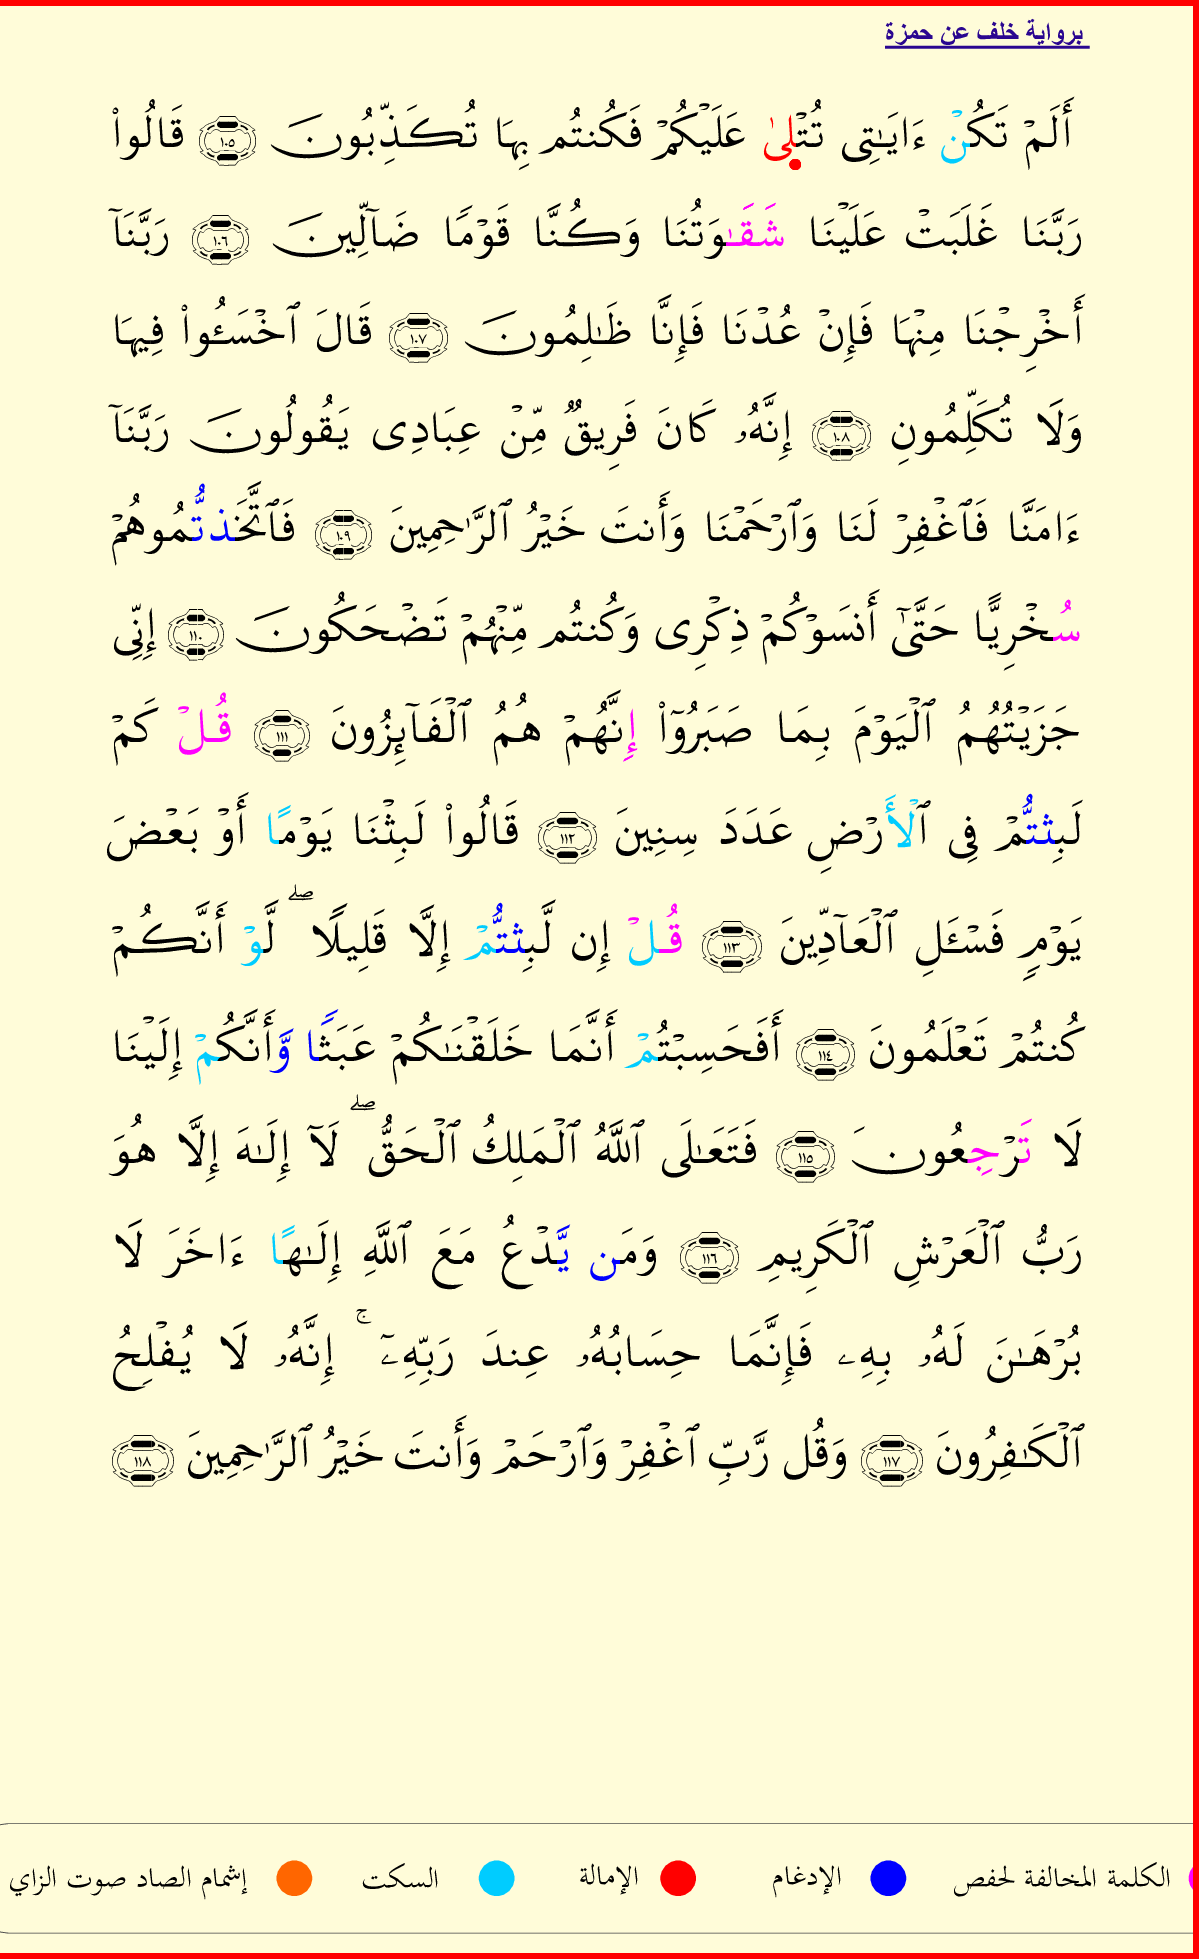 برواية خلف عن حمزة
أَلَمۡ تَكُنۡ ءَايَٰتِى تُتۡلِىٰ عَلَيۡكُمۡ فَكُنتُم بِهَا تُكَذِّبُونَ ١٠٥ قَالُوا۟
رَبَّنَا غَلَبَتۡ عَلَيۡنَا شَقَٰوَتُنَا وَكُنَّا قَوۡمًا ضَآلِّينَ ١٠٦ رَبَّنَآ
أَخۡرِجۡنَا مِنۡهَا فَإِنۡ عُدۡنَا فَإِنَّا ظَٰلِمُونَ ١٠٧ قَالَ ٱخۡسَـُٔوا۟ فِيهَا
وَلَا تُكَلِّمُونِ ١٠٨ إِنَّهُۥ كَانَ فَرِيقٌ مِّنۡ عِبَادِى يَقُولُونَ رَبَّنَآ
ءَامَنَّا فَٱغۡفِرۡ لَنَا وَٱرۡحَمۡنَا وَأَنتَ خَيۡرُ ٱلرَّٰحِمِينَ ١٠٩ فَٱتَّخَذتُّمُوهُمۡ
سُخۡرِيًّا حَتَّىٰٓ أَنسَوۡكُمۡ ذِكۡرِى وَكُنتُم مِّنۡهُمۡ تَضۡحَكُونَ ١١٠ إِنِّى
جَزَيۡتُهُمُ ٱلۡيَوۡمَ بِمَا صَبَرُوٓا۟ إِنَّهُمۡ هُمُ ٱلۡفَآئِزُونَ ١١١ قُلۡ كَمۡ
لَبِثتُّمۡ فِى ٱلۡأَرۡضِ عَدَدَ سِنِينَ ١١٢ قَالُوا۟ لَبِثۡنَا يَوۡمًا أَوۡ بَعۡضَ
يَوۡمٍ فَسۡـَٔلِ ٱلۡعَآدِّينَ ١١٣ قُلۡ إِن لَّبِثتُّمۡ إِلَّا قَلِيلًا ۖ لَّوۡ أَنَّكُمۡ
كُنتُمۡ تَعۡلَمُونَ ١١٤ أَفَحَسِبۡتُمۡ أَنَّمَا خَلَقۡنَٰكُمۡ عَبَثًا وَّأَنَّكُمۡ إِلَيۡنَا
لَا تَرۡجِعُونَ ١١٥ فَتَعَٰلَى ٱللَّهُ ٱلۡمَلِكُ ٱلۡحَقُّ ۖ لَآ إِلَٰهَ إِلَّا هُوَ
رَبُّ ٱلۡعَرۡشِ ٱلۡكَرِيمِ ١١٦ وَمَن يَّدۡعُ مَعَ ٱللَّهِ إِلَٰهًا ءَاخَرَ لَا
بُرۡهَٰنَ لَهُۥ بِهِۦ فَإِنَّمَا حِسَابُهُۥ عِندَ رَبِّهِۦٓ ۚ إِنَّهُۥ لَا يُفۡلِحُ
ٱلۡكَٰفِرُونَ ١١٧ وَقُل رَّبِّ ٱغۡفِرۡ وَٱرۡحَمۡ وَأَنتَ خَيۡرُ ٱلرَّٰحِمِينَ ١١٨
الكلمة المخالفة لحفص الإدغام الإمالة السكت إشمام الصاد صوت الزاي